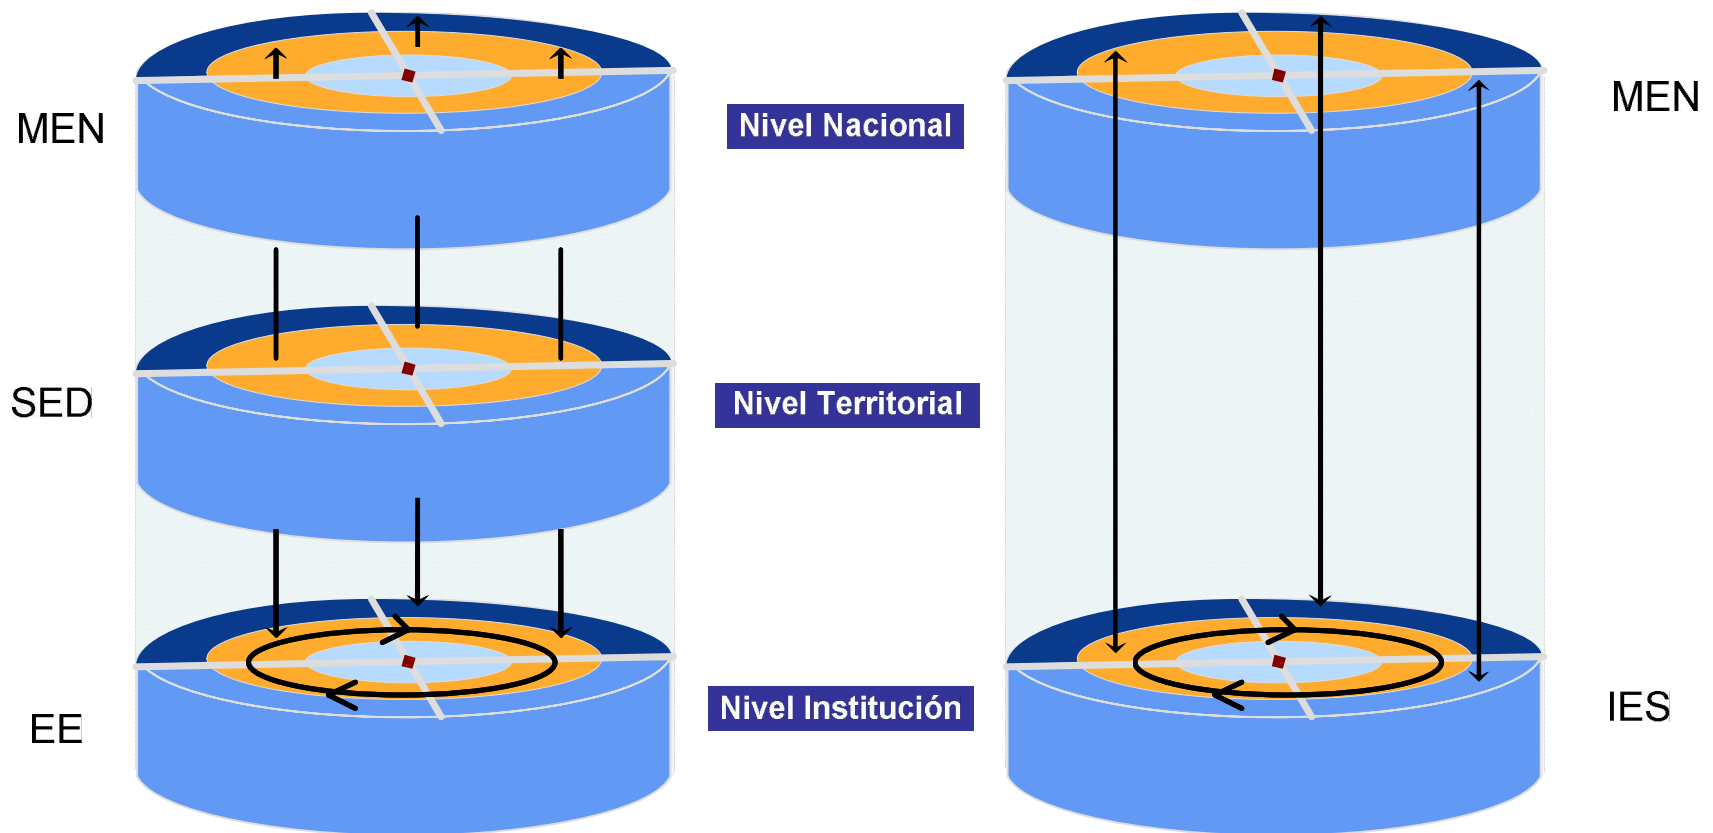 MEN
Nivel Nacional
MEN
SED
Nivel Territorial
EE
Nivel Institución
IES